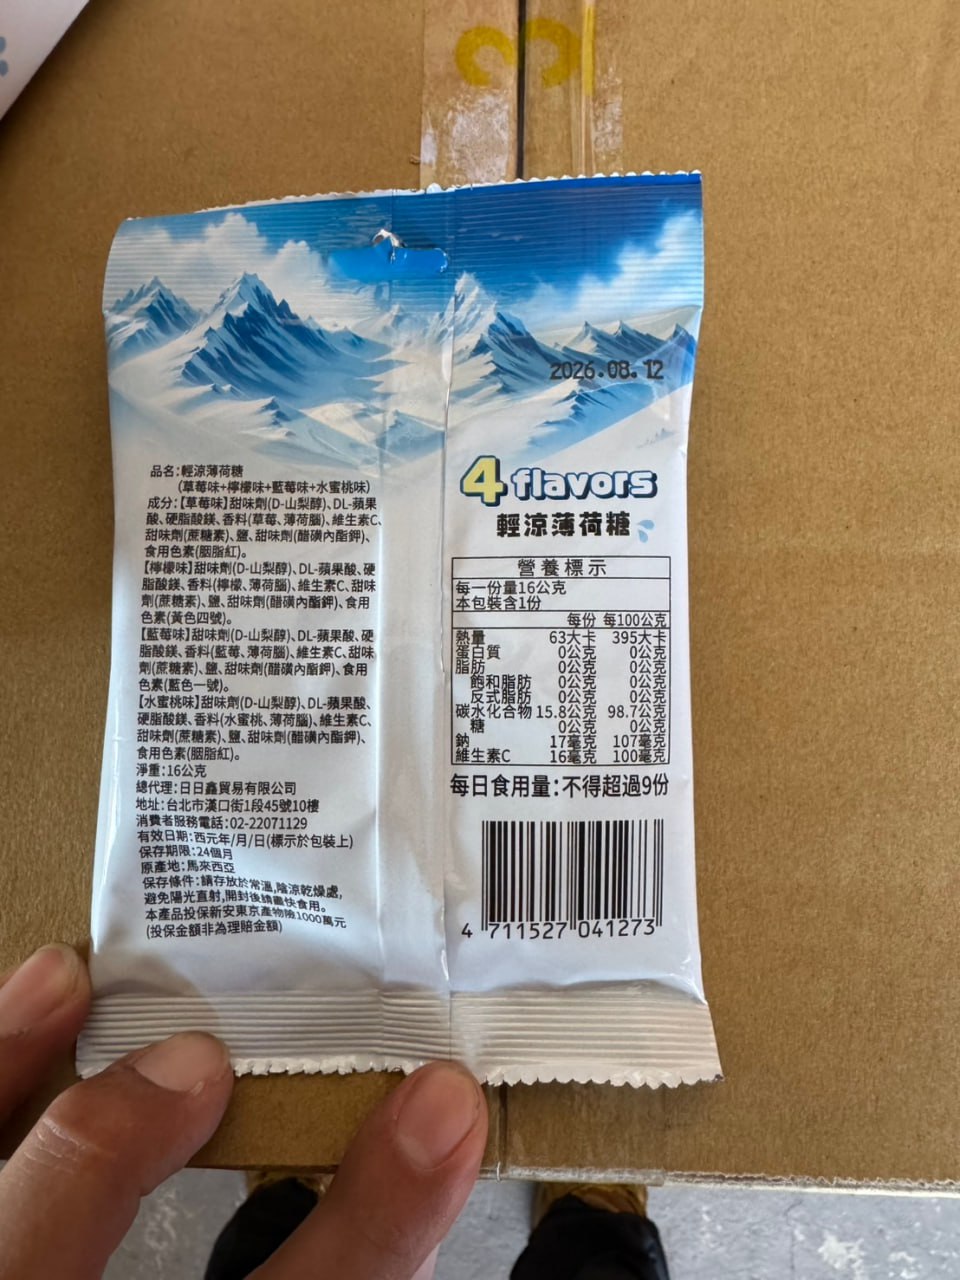 2026.08.12
品名:輕涼薄荷糖
(草莓味+檸檬味+藍莓味+水蜜桃味)
成分:【草莓味】甜味劑(D-山梨醇)、DL-蘋果
酸、硬脂酸鎂、香料(草莓、薄荷腦)、維生素C、
甜味劑(蔗糖素)、鹽、甜味劑(醋磺內酯鉀)、
食用色素(胭脂紅)。
【檸檬味】甜味劑(D-山梨醇)、DL-蘋果酸、硬
脂酸鎂、香料(檸檬、薄荷腦)、維生素C、甜味
劑(蔗糖素)、鹽、甜味劑(醋磺內酯鉀)、食用
色素(黃色四號)。
【藍莓味】甜味劑(D-山梨醇)、DL-蘋果酸、硬
脂酸鎂、香料(藍莓、薄荷腦)、維生素C、甜味
劑(蔗糖素)、鹽、甜味劑(醋磺內酯鉀)、食用
色素(藍色一號)。
【水蜜桃味】甜味劑(D-山梨醇)、DL-蘋果酸、
硬脂酸鎂、香料(水蜜桃、薄荷腦)、維生素C、
甜味劑(蔗糖素)、鹽、甜味劑(醋磺內酯鉀)、
食用色素(胭脂紅)。
淨重:16公克
總代理:日日鑫貿易有限公司
地址:台北市漢口街1段45號10樓
消費者服務電話:02-22071129
有效日期:西元年/月/日(標示於包裝上)
保存期限:24個月
原產地:馬來西亞
保存條件:請存放於常溫,陰涼乾燥處,
避免陽光直射,開封後請盡快食用。
本產品投保新安東京產物險1000萬元
(投保金額非為理賠金額)
4 flavors
輕涼薄荷糖
營養標示
每一份量16公克
本包裝含1份
每份 每100公克
熱量 63大卡 395大卡
蛋白質 0公克 0公克
脂肪 0公克 0公克
飽和脂肪 0公克 0公克
反式脂肪 0公克 0公克
碳水化合物 15.8公克 98.7公克
糖 0公克 0公克
鈉 17毫克 107毫克
維生素C 16毫克 100毫克
每日食用量:不得超過9份
4 711527 041273